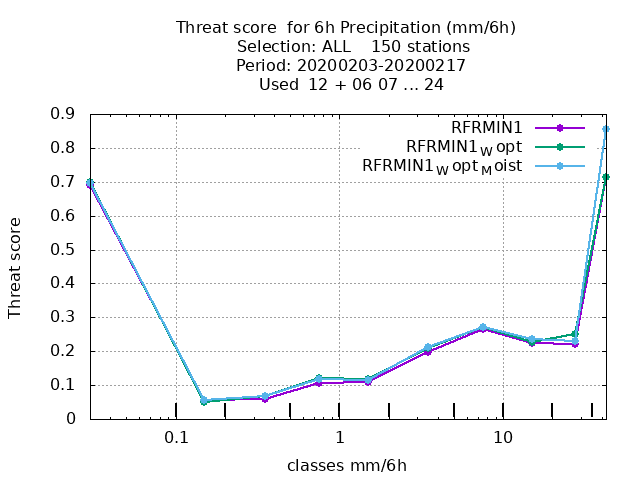 Threat score  for 6h Precipitation (mm/6h)
Selection: ALL    150 stations
Period: 20200203-20200217
Used  12 + 06 07 ... 24
RFRMIN1
RFRMIN1Wopt
RFRMIN1WoptMoist
0.9
0.8
0.7
0.6
0.5
0.4
0.3
0.2
0.1
0
Threat score
0.1 1 10
classes mm/6h